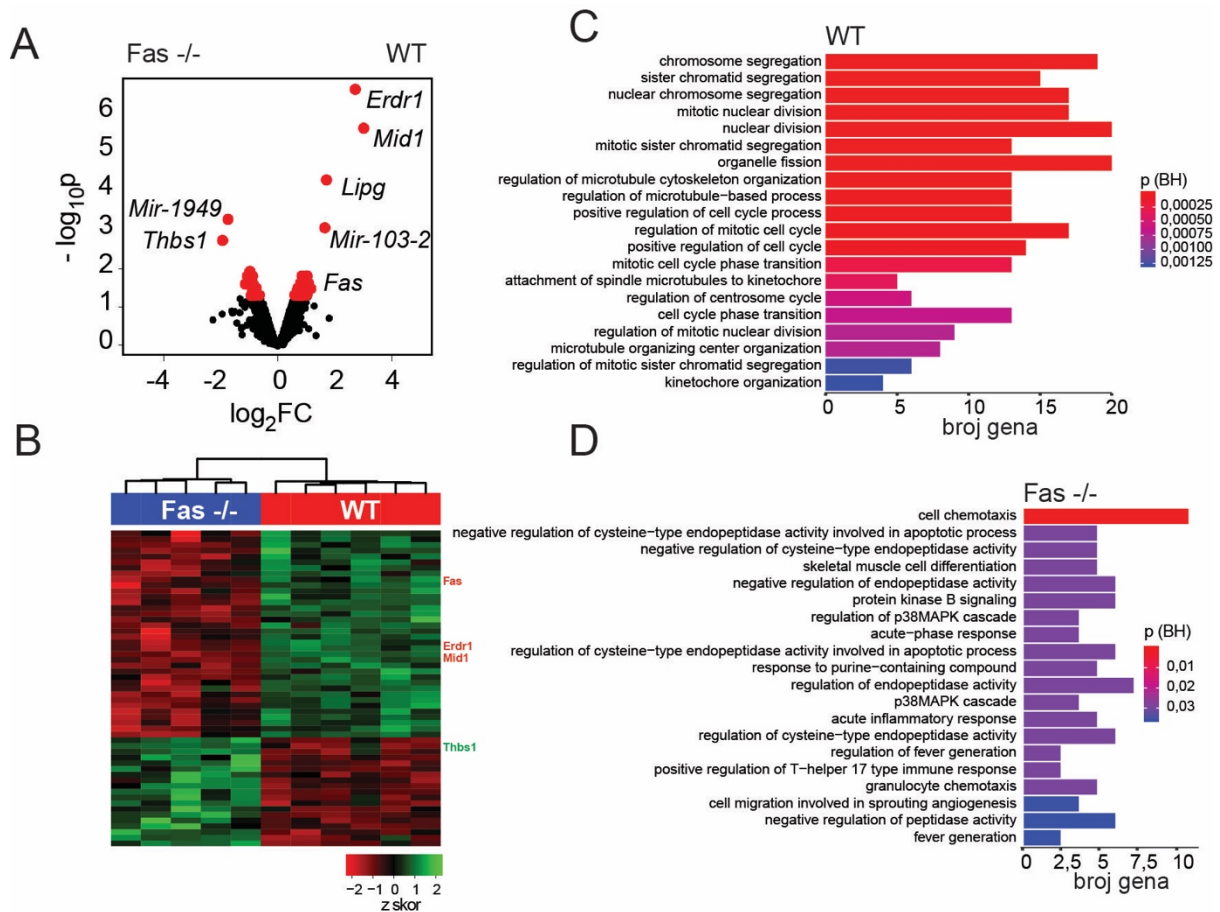 A
Fas -/-
WT
6
5
4
3
2
1
0
- log10p
Erdr1
Mid1
Lipg
Mir-1949
Mir-103-2
Thbs1
Fas
-4
-2
0
2
4
log2FC
B
Fas -/-
WT
Fas
Erdr1
Mid1
Thbs1
−2
−1
0
1
2
z skor
C
WT
chromosome segregation
sister chromatid segregation
nuclear chromosome segregation
mitotic nuclear division
nuclear division
mitotic sister chromatid segregation
organelle fission
regulation of microtubule cytoskeleton organization
regulation of microtubule−based process
positive regulation of cell cycle process
regulation of mitotic cell cycle
positive regulation of cell cycle
mitotic cell cycle phase transition
attachment of spindle microtubules to kinetochore
regulation of centrosome cycle
cell cycle phase transition
regulation of mitotic nuclear division
microtubule organizing center organization
regulation of mitotic sister chromatid segregation
kinetochore organization
0
5
10
15
20
broj gena
p (BH)
0,00025
0,00050
0,00075
0,00100
0,00125
D
Fas -/-
cell chemotaxis
negative regulation of cysteine−type endopeptidase activity involved in apoptotic process
negative regulation of cysteine−type endopeptidase activity
skeletal muscle cell differentiation
negative regulation of endopeptidase activity
protein kinase B signaling
regulation of p38MAPK cascade
acute−phase response
regulation of cysteine−type endopeptidase activity involved in apoptotic process
response to purine−containing compound
regulation of endopeptidase activity
p38MAPK cascade
acute inflammatory response
regulation of cysteine−type endopeptidase activity
regulation of fever generation
positive regulation of T−helper 17 type immune response
granulocyte chemotaxis
cell migration involved in sprouting angiogenesis
negative regulation of peptidase activity
fever generation
0
2,5
5
7,5
10
broj gena
p (BH)
0,01
0,02
0,03